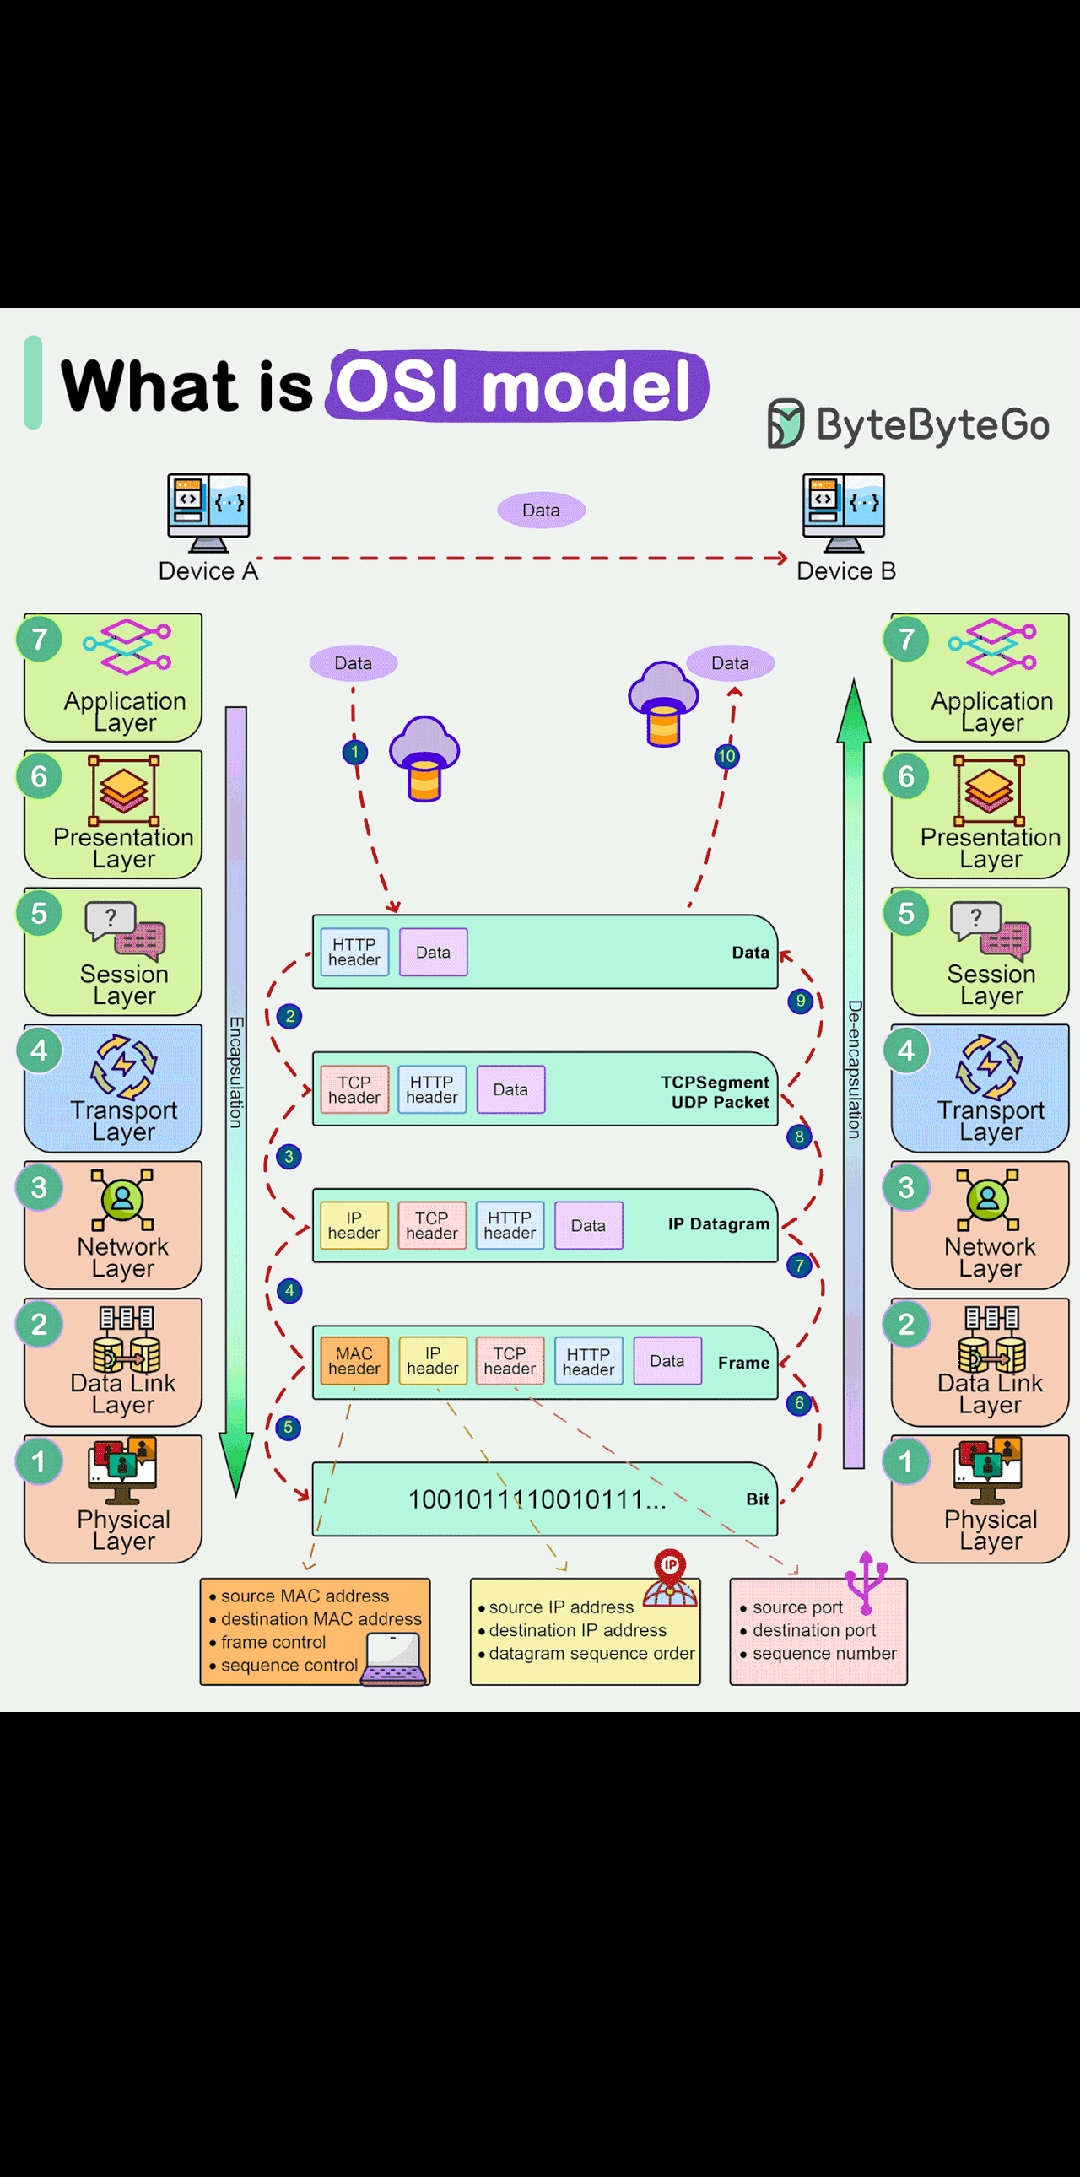 What is OSI model
ByteByteGo
Data
Device A
Device B
7
Application
Layer
6
Presentation
Layer
5
?
Session
Layer
4
Transport
Layer
3
Network
Layer
2
Data Link
Layer
1
Physical
Layer
Encapsulation
Data
1
Data
10
HTTP
header
Data
Data
2
9
TCP
header
HTTP
header
Data
TCPSegment
UDP Packet
3
8
IP
header
TCP
header
HTTP
header
Data
IP Datagram
4
7
MAC
header
IP
header
TCP
header
HTTP
header
Data
Frame
5
6
1001011110010111...
Bit
De-encapsulation
7
Application
Layer
6
Presentation
Layer
5
?
Session
Layer
4
Transport
Layer
3
Network
Layer
2
Data Link
Layer
1
Physical
Layer
• source MAC address
• destination MAC address
• frame control
• sequence control
IP
• source IP address
• destination IP address
• datagram sequence order
• source port
• destination port
• sequence number